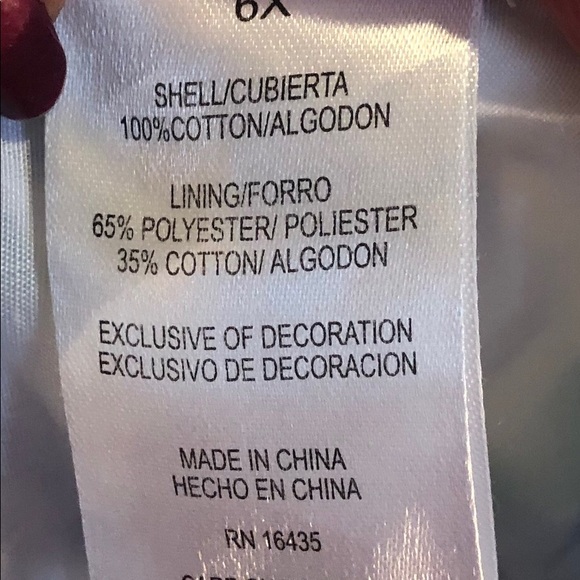 6X
SHELL/CUBIERTA
100%COTTON/ALGODON
LINING/FORRO
65% POLYESTER/ POLIESTER
35% COTTON/ ALGODON
EXCLUSIVE OF DECORATION
EXCLUSIVO DE DECORACION
MADE IN CHINA
HECHO EN CHINA
RN 16435